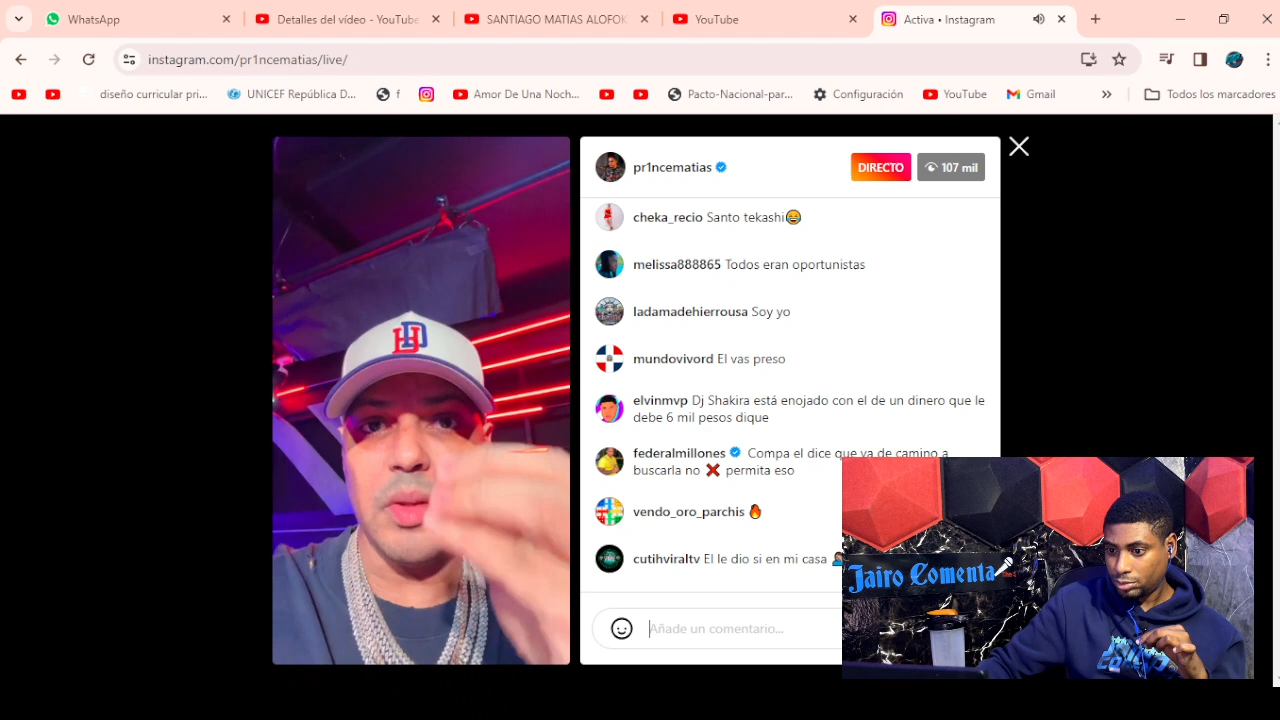 WhatsApp
Detalles del vídeo - YouTube
SANTIAGO MATIAS ALOFOK
YouTube
Activa • Instagram
instagram.com/pr1ncematias/live/
diseño curricular pri...
UNICEF República D...
f
Amor De Una Noch...
Pacto-Nacional-par...
Configuración
YouTube
Gmail
Todos los marcadores
pr1ncematias
DIRECTO
107 mil
cheka_recio Santo tekashi😂
melissa888865 Todos eran oportunistas
ladamadehierrousa Soy yo
mundovivord El vas preso
elvinmvp Dj Shakira está enojado con el de un dinero que le
debe 6 mil pesos dique
federalmillones Compa el dice que va de camino a
buscarla no ❌ permita eso
vendo_oro_parchis 🔥
cutihviraltv El le dio si en mi casa
Añade un comentario...
Jairo Comenta